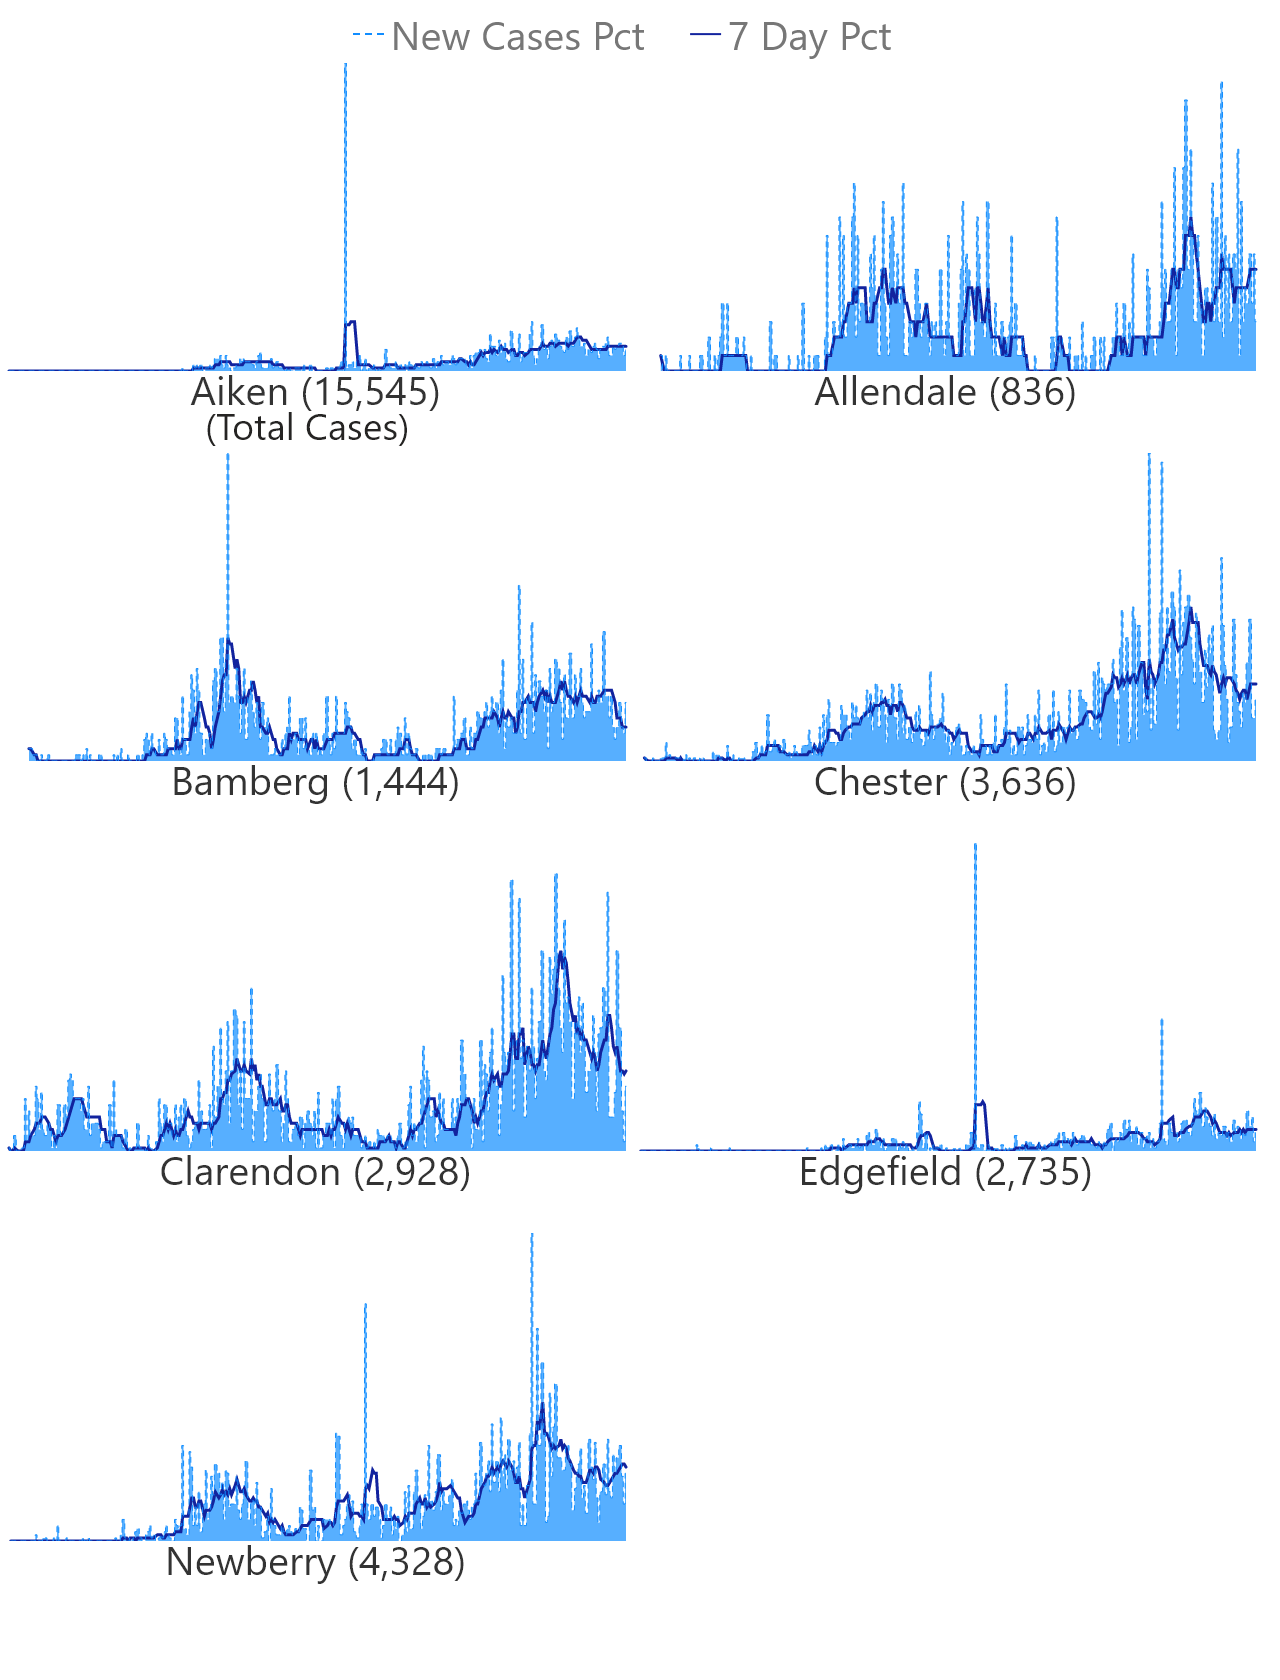 New Cases Pct 7 Day Pct
Aiken (15,545) Allendale (836)
(Total Cases)
Bamberg (1,444) Chester (3,636)
Clarendon (2,928) Edgefield (2,735)
Newberry (4,328)